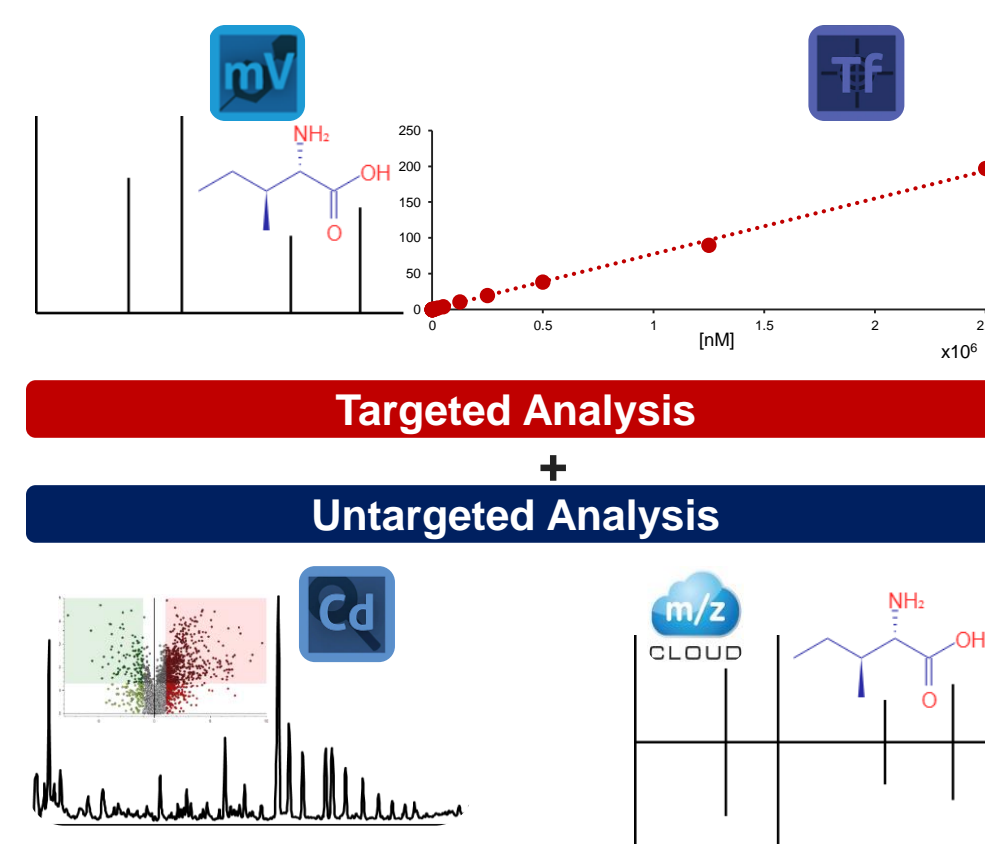 mV
Tf
NH₂
OH
O
250
200
150
100
50
0
0
0.5
1
1.5
2
[nM]
x10⁶
Targeted Analysis
+
Untargeted Analysis
Cd
m/z
CLOUD
NH₂
OH
O